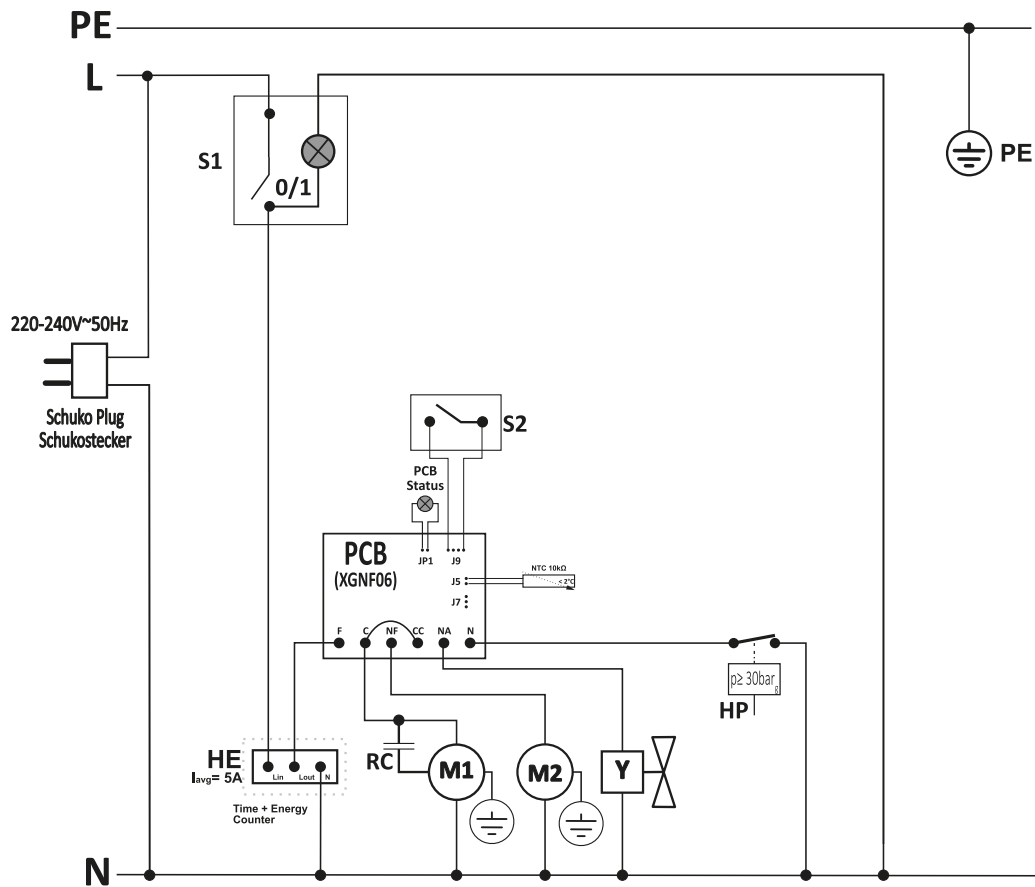 PE
L
S1
0/1
PE
220-240V~50Hz
Schuko Plug
Schukostecker
S2
PCB
Status
PCB
(XGNF06)
JP1
J9
J5
NTC 10kΩ
< 2°C
J7
F C NF CC NA N
p≥ 30bar
HP
HE
Iavg= 5A
Lin Lout N
Time + Energy
Counter
RC
M1
M2
Y
N